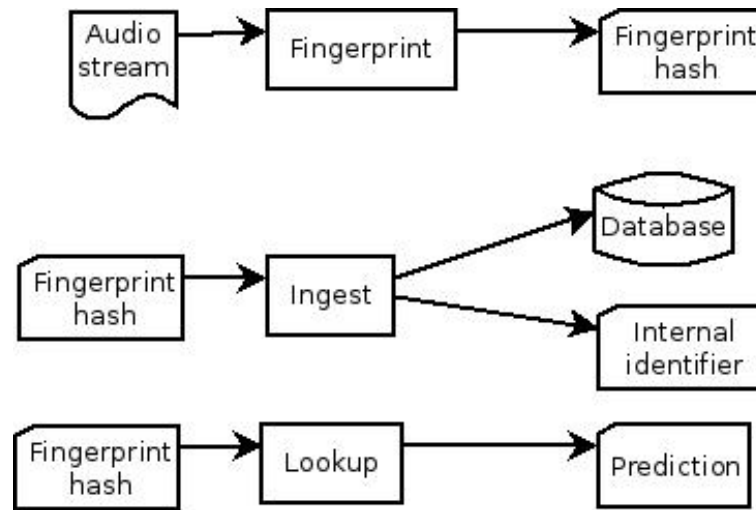 Audio
stream
Fingerprint
Fingerprint
hash
Fingerprint
hash
Ingest
Database
Internal
identifier
Fingerprint
hash
Lookup
Prediction